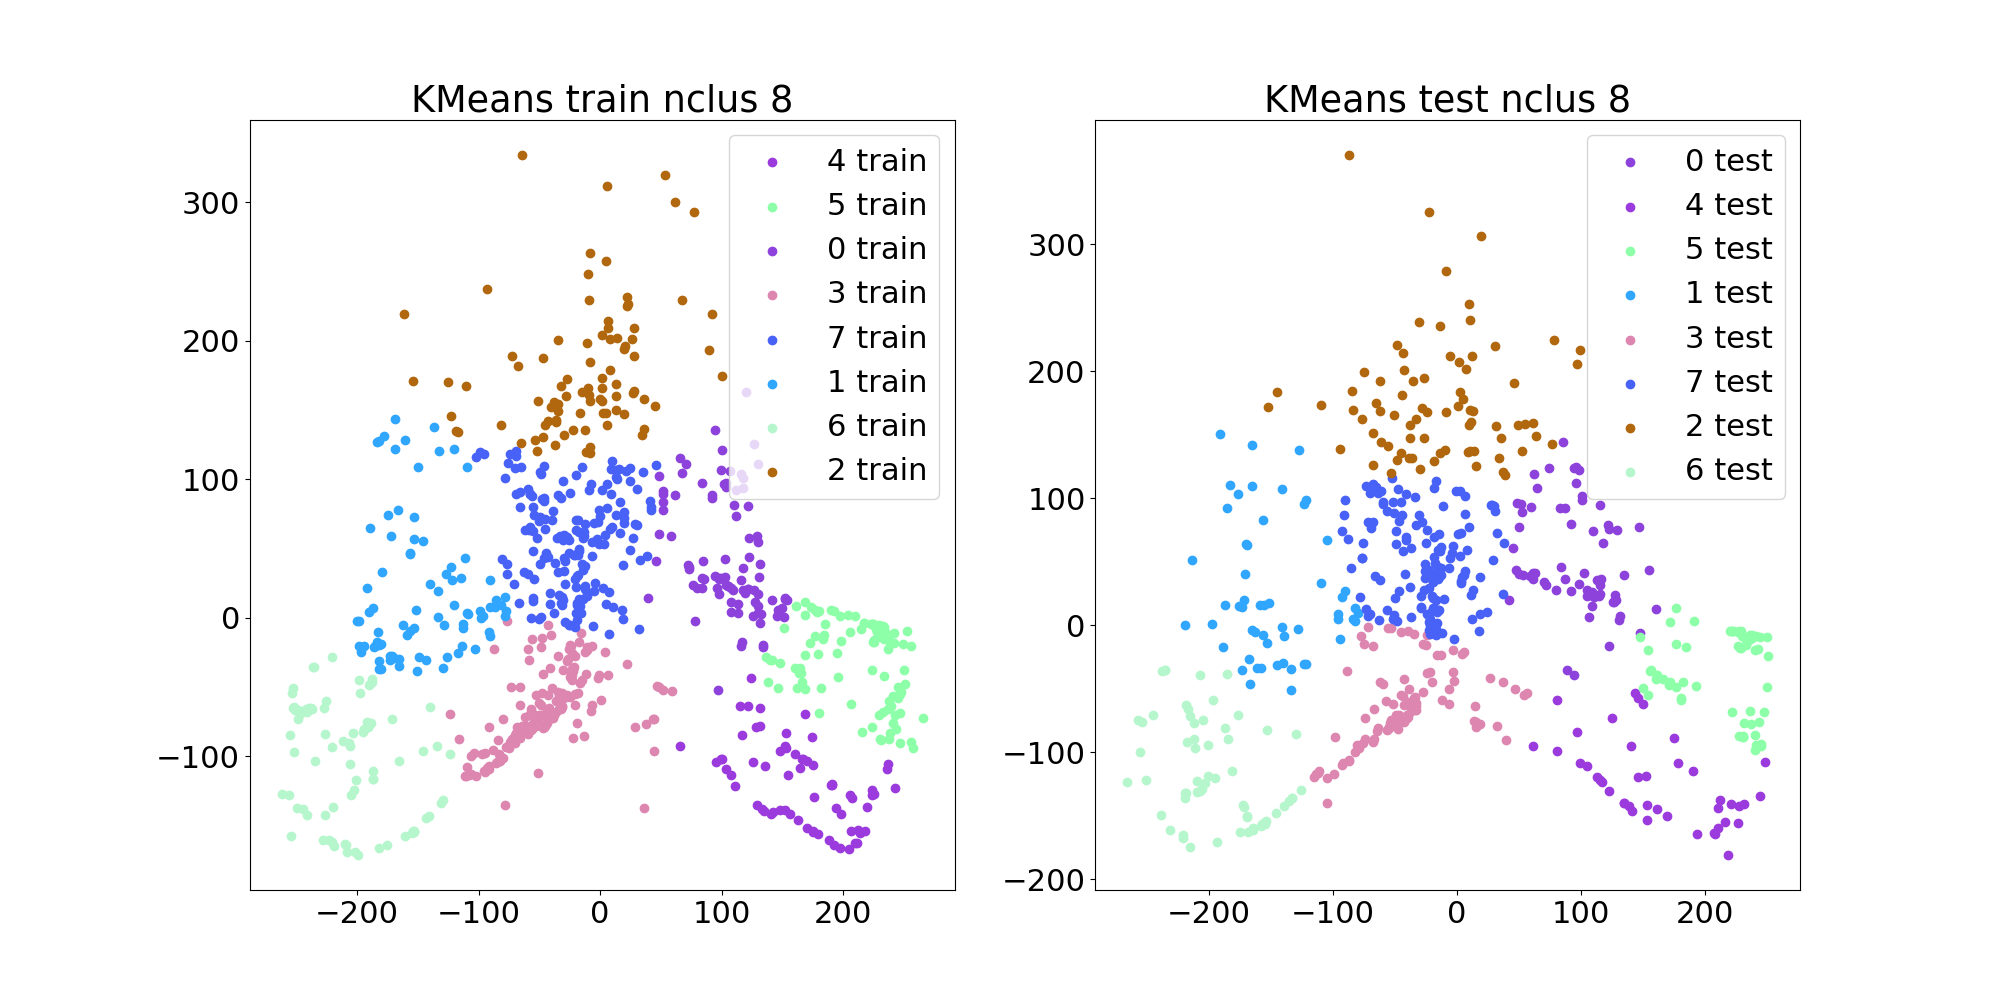 KMeans train nclus 8
300
200
100
0
−100
−200
−100
0
100
200
4 train
5 train
0 train
3 train
7 train
1 train
6 train
2 train
KMeans test nclus 8
300
200
100
0
−100
−200
−200
−100
0
100
200
0 test
4 test
5 test
1 test
3 test
7 test
2 test
6 test